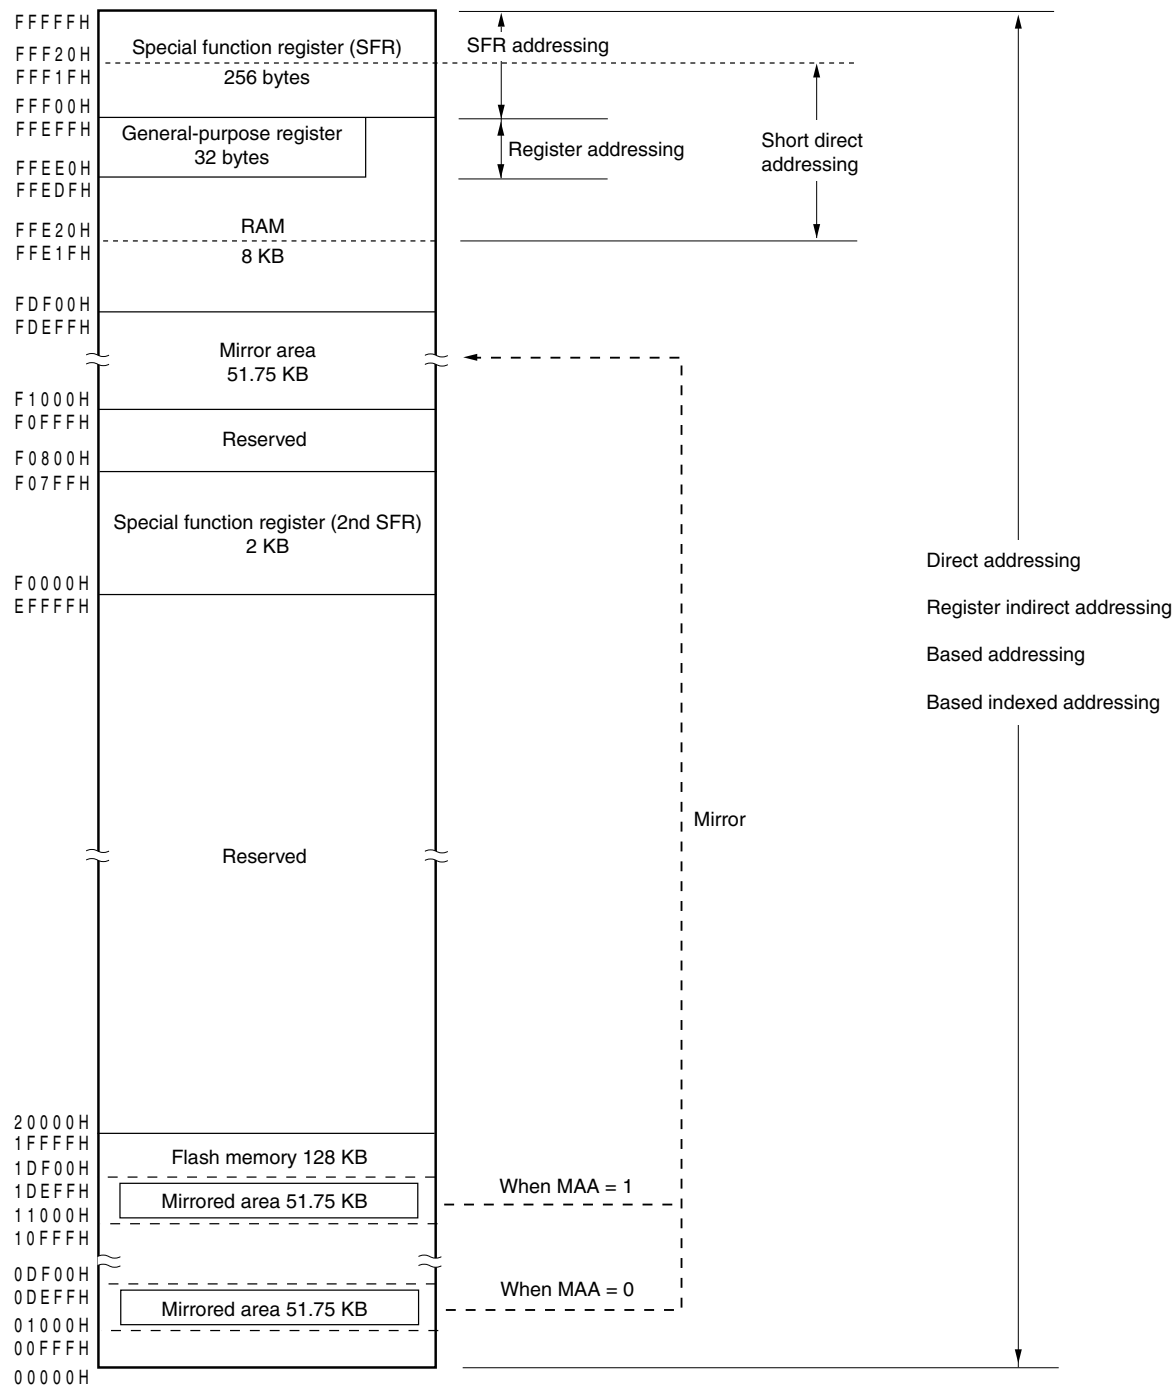 FFFFFH
Special function register (SFR)
256 bytes
SFR addressing
FFF20H
FFF1FH
FFF00H
FFEFFH
General-purpose register
32 bytes
Register addressing
Short direct
addressing
FFEE0H
FFEDFH
FFE20H
RAM
8 KB
FFE1FH
FDF00H
FDEFFH
Mirror area
51.75 KB
F1000H
F0FFFH
Reserved
F0800H
F07FFH
Special function register (2nd SFR)
2 KB
F0000H
EFFFFH
Direct addressing
Register indirect addressing
Based addressing
Based indexed addressing
Mirror
Reserved
20000H
1FFFFH
Flash memory 128 KB
1DF00H
1DEFFH
Mirrored area 51.75 KB
When MAA = 1
11000H
10FFFH
0DF00H
0DEFFH
Mirrored area 51.75 KB
When MAA = 0
01000H
00FFFH
00000H